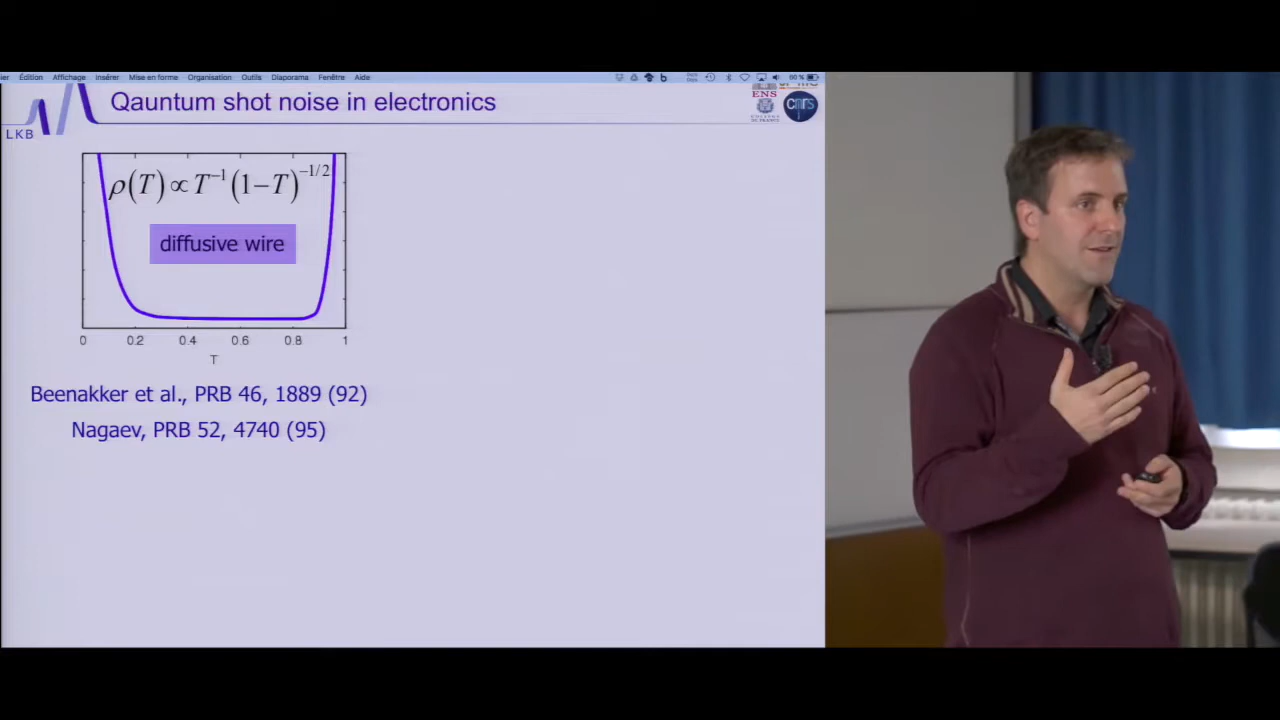 Édition Affichage Insérer Mise en forme Organisation Outils Diaporama Fenêtre Aide
60 %
Qauntum shot noise in electronics
LKB
ENS
cnrs
ρ(T) ∝ T⁻¹(1−T)^−1/2
diffusive wire
0 0.2 0.4 0.6 0.8 1
T
Beenakker et al., PRB 46, 1889 (92)
Nagaev, PRB 52, 4740 (95)